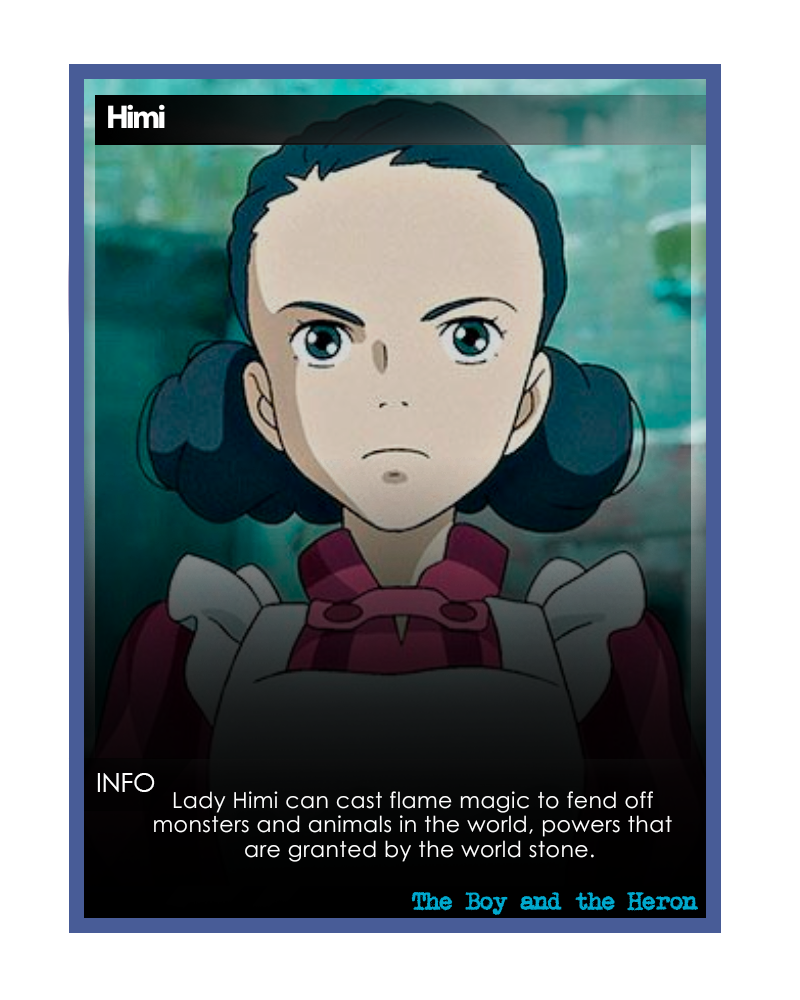 Himi
INFO
Lady Himi can cast flame magic to fend off
monsters and animals in the world, powers that
are granted by the world stone.
The Boy and the Heron